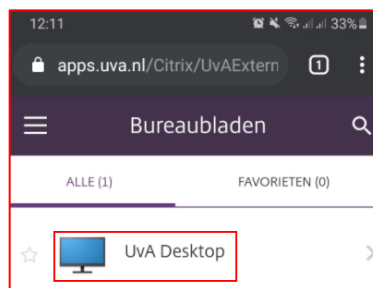 12:11 33%
apps.uva.nl/Citrix/UvAExtern 1
Bureaubladen
ALLE (1) FAVORIETEN (0)
UvA Desktop